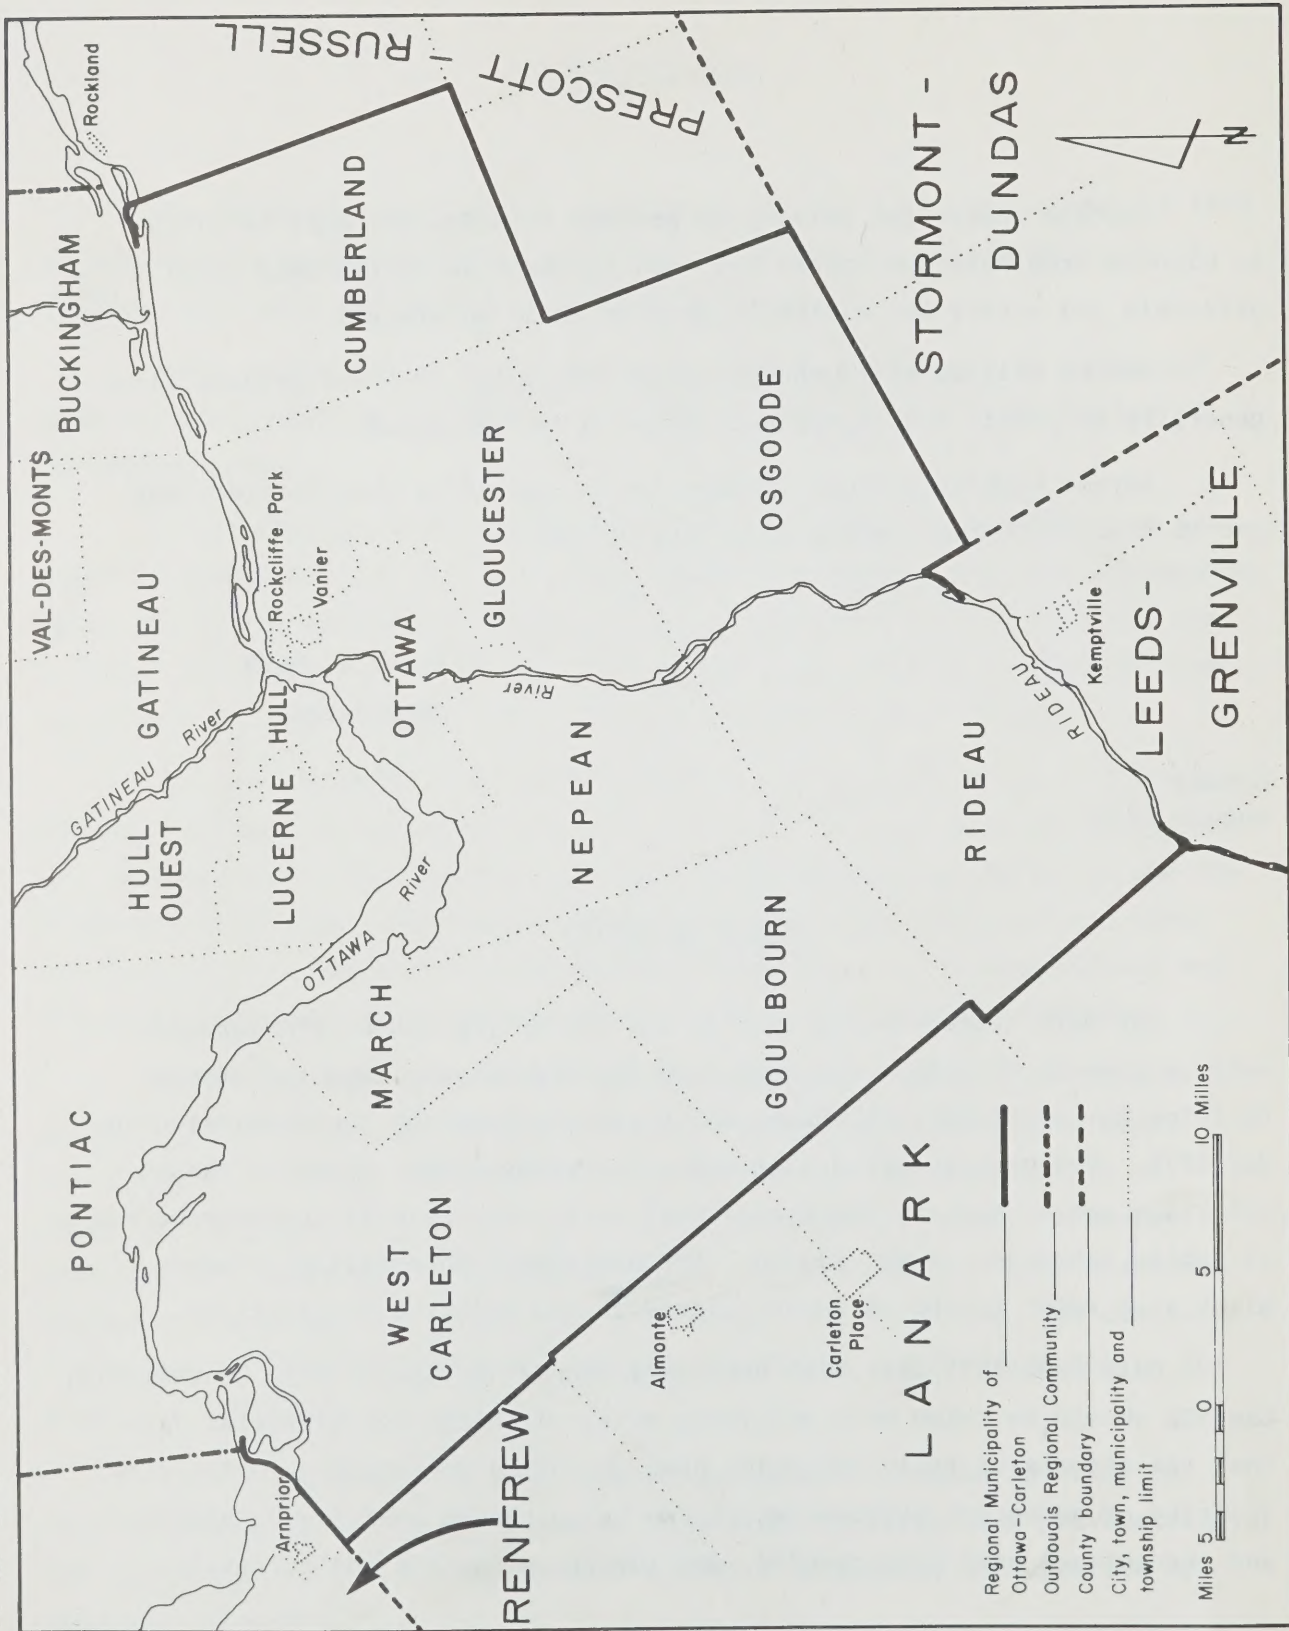 PONTIAC
HULL
OUEST
GATINEAU River
GATINEAU
VAL-DES-MONTS
BUCKINGHAM
Rockland
LUCERNE
HULL
Rockcliffe Park
Vanier
OTTAWA River
OTTAWA
CUMBERLAND
RUSSELL
PRESCOTT -
Arnprior
WEST
CARLETON
MARCH
NEPEAN
River
GLOUCESTER
RENFREW
Almonte
Carleton
Place
GOULBOURN
RIDEAU
OSGOODE
LANARK
RIDEAU
Kemptville
LEEDS-
GRENVILLE
STORMONT -
DUNDAS
N
Regional Municipality of
Ottawa-Carleton
Outaouais Regional Community
County boundary
City, town, municipality and
township limit
Miles 5 0 5 10 Miles